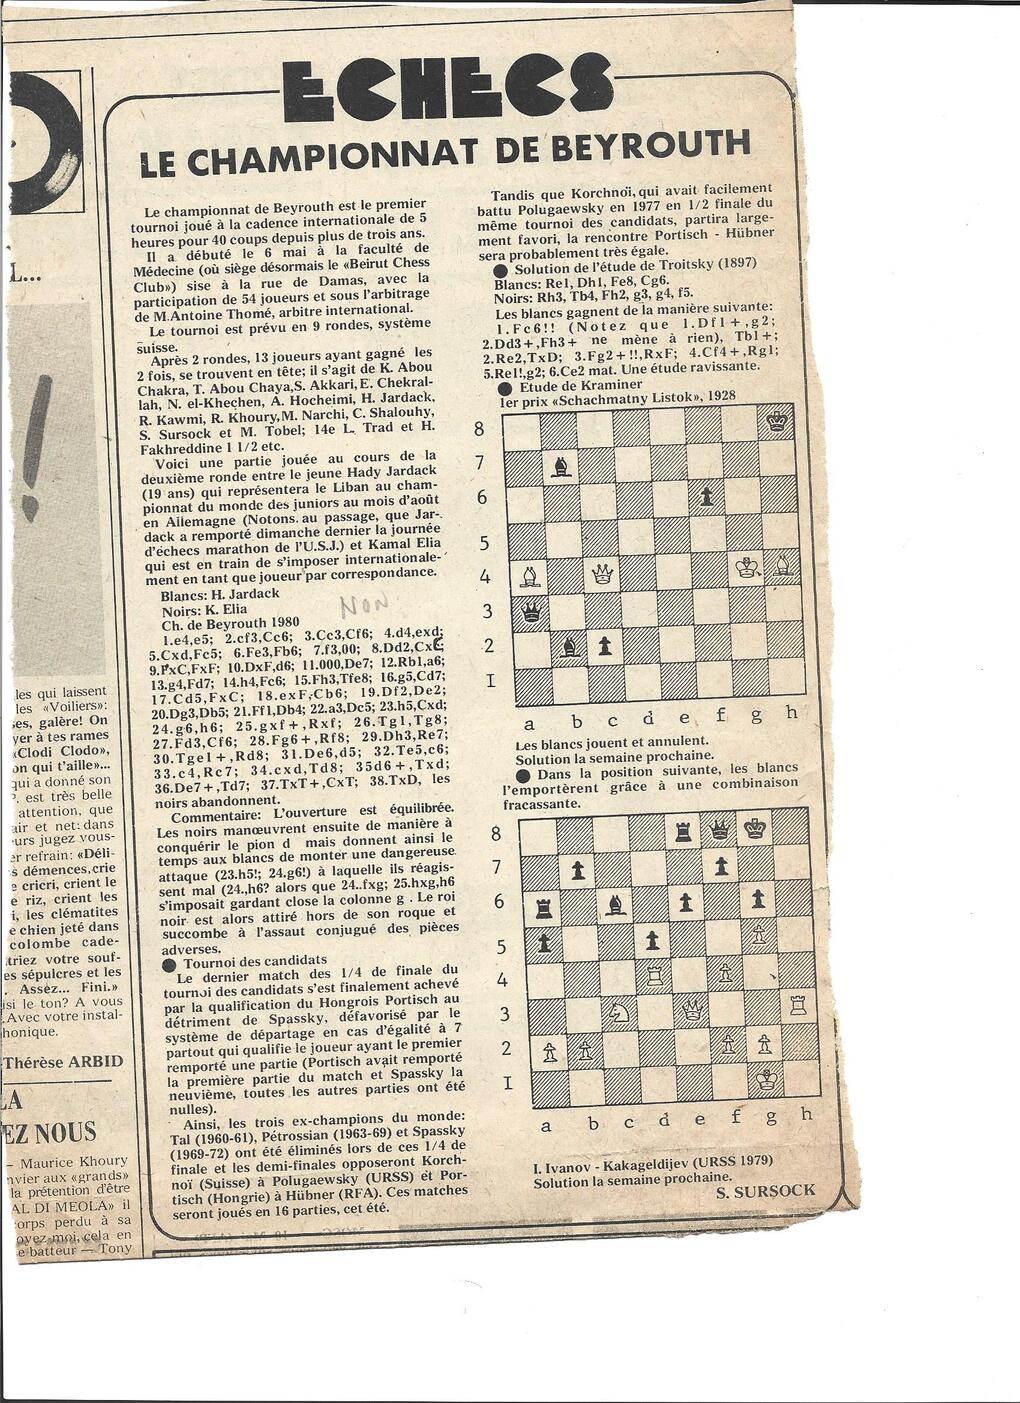 ECHECS
LE CHAMPIONNAT DE BEYROUTH
Le championnat de Beyrouth est le premier
tournoi joué à la cadence internationale de 5
heures pour 40 coups depuis plus de trois ans.
Il a débuté le 6 mai à la faculté de
Médecine (où siège désormais le «Beirut Chess
Club») sise à la rue de Damas, avec la
participation de 54 joueurs et sous l'arbitrage
de M.Antoine Thomé, arbitre international.
Le tournoi est prévu en 9 rondes, système
suisse.
Après 2 rondes, 13 joueurs ayant gagné les
2 fois, se trouvent en tête; il s'agit de K. Abou
Chakra, T. Abou Chaya,S. Akkari, E. Chekral-
lah, N. el-Khechen, A. Hocheimi, H. Jardack,
R. Kawmi, R. Khoury,M. Narchi, C. Shalouhy,
S. Sursock et M. Tobel; 14e L. Trad et H.
Fakhreddine 1 1/2 etc.
Voici une partie jouée au cours de la
deuxième ronde entre le jeune Hady Jardack
(19 ans) qui représentera le Liban au cham-
pionnat du monde des juniors au mois d'août
en Allemagne (Notons. au passage, que Jar-
dack a remporté dimanche dernier la journée
d'échecs marathon de l'U.S.J.) et Kamal Elia
qui est en train de s'imposer internationale-
ment en tant que joueur par correspondance.
Blancs: H. Jardack
Noirs: K. Elia
Ch. de Beyrouth 1980
1.e4,e5; 2.cf3,Cc6; 3.Cc3,Cf6; 4.d4,exd;
5.Cxd,Fc5; 6.Fe3,Fb6; 7.f3,00; 8.Dd2,CxC;
9.FxC,FxF; 10.DxF,d6; 11.000,De7; 12.Rb1,a6;
13.g4,Fd7; 14.h4,Fc6; 15.Fh3,Tfe8; 16.g5,Cd7;
17.Cd5,FxC; 18.exF,Cb6; 19.Df2,De2;
20.Dg3,Db5; 21.Ff1,Db4; 22.a3,Dc5; 23.h5,Cxd;
24.g6,h6; 25.gxf+,Rxf; 26.Tg1,Tg8;
27.Fd3,Cf6; 28.Fg6+,Rf8; 29.Dh3,Re7;
30.Tge1+,Rd8; 31.De6,d5; 32.Te5,c6;
33.c4,Rc7; 34.cxd,Td8; 35d6+,Txd;
36.De7+,Td7; 37.TxT+,CxT; 38.TxD, les
noirs abandonnent.
Commentaire: L'ouverture est équilibrée.
Les noirs manœuvrent ensuite de manière à
conquérir le pion d mais donnent ainsi le
temps aux blancs de monter une dangereuse
attaque (23.h5!; 24.g6!) à laquelle ils réagis-
sent mal (24.,h6? alors que 24..fxg; 25.hxg,h6
s'imposait gardant close la colonne g . Le roi
noir est alors attiré hors de son roque et
succombe à l'assaut conjugué des pièces
adverses.
● Tournoi des candidats
Le dernier match des 1/4 de finale du
tournoi des candidats s'est finalement achevé
par la qualification du Hongrois Portisch au
détriment de Spassky, défavorisé par le
système de départage en cas d'égalité à 7
partout qui qualifie le joueur ayant le premier
remporté une partie (Portisch avait remporté
la première partie du match et Spassky la
neuvième, toutes les autres parties ont été
nulles).
Ainsi, les trois ex-champions du monde:
Tal (1960-61), Pétrossian (1963-69) et Spassky
(1969-72) ont été éliminés lors de ces 1/4 de
finale et les demi-finales opposeront Korch-
noï (Suisse) à Polugaewsky (URSS) et Por-
tisch (Hongrie) à Hübner (RFA). Ces matches
seront joués en 16 parties, cet été.
Tandis que Korchnoï, qui avait facilement
battu Polugaewsky en 1977 en 1/2 finale du
même tournoi des candidats, partira large-
ment favori, la rencontre Portisch - Hübner
sera probablement très égale.
● Solution de l'étude de Troitsky (1897)
Blancs: Re1, Dh1, Fe8, Cg6.
Noirs: Rh3, Tb4, Fh2, g3, g4, f5.
Les blancs gagnent de la manière suivante:
1.Fc6!! (Notez que 1.Df1+,g2;
2.Dd3+,Fh3+ ne mène à rien), Tb1+;
2.Re2,TxD; 3.Fg2+!!,RxF; 4.Cf4+,Rg1;
5.Re1!,g2; 6.Ce2 mat. Une étude ravissante.
● Etude de Kraminer
1er prix «Schachmatny Listok», 1928
8
7
6
5
4
3
2
1
a b c d e f g h
Les blancs jouent et annulent.
Solution la semaine prochaine.
● Dans la position suivante, les blancs
l'emportèrent grâce à une combinaison
fracassante.
8
7
6
5
4
3
2
1
a b c d e f g h
I. Ivanov - Kakageldijev (URSS 1979)
Solution la semaine prochaine.
S. SURSOCK
L...
!
les qui laissent
les «Voiliers»:
ses, galère! On
yer à tes rames
«Clodi Clodo»,
on qui t'aille»...
qui a donné son
est très belle
attention, que
air et net: dans
eurs jugez vous-
er refrain: «Déli-
s démences,crie
e cricri, crient le
e riz, crient les
i, les clématites
e chien jeté dans
colombe cade-
triez votre souf-
es sépulcres et les
. Assez... Fini.»
isi le ton? A vous
.Avec votre instal-
honique.
Thérèse ARBID
LA
EZ NOUS
— Maurice Khoury
nvier aux «grands»
la prétention d'être
AL DI MEOLA» il
corps perdu à sa
oyez-moi, cela en
e batteur — Tony